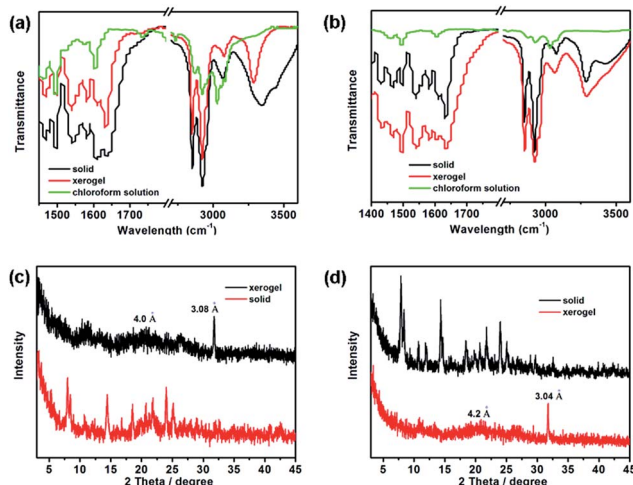 (a)
Transmittance
solid
xerogel
chloroform solution
1500 1600 1700 3000 3500
Wavelength (cm⁻¹)
(b)
Transmittance
solid
xerogel
chloroform solution
1400 1500 1600 1700 3000 3500
Wavelength (cm⁻¹)
(c)
Intensity
xerogel
solid
4.0 Å
3.08 Å
5 10 15 20 25 30 35 40 45
2 Theta / degree
(d)
Intensity
solid
xerogel
4.2 Å
3.04 Å
5 10 15 20 25 30 35 40 45
2 Theta / degree